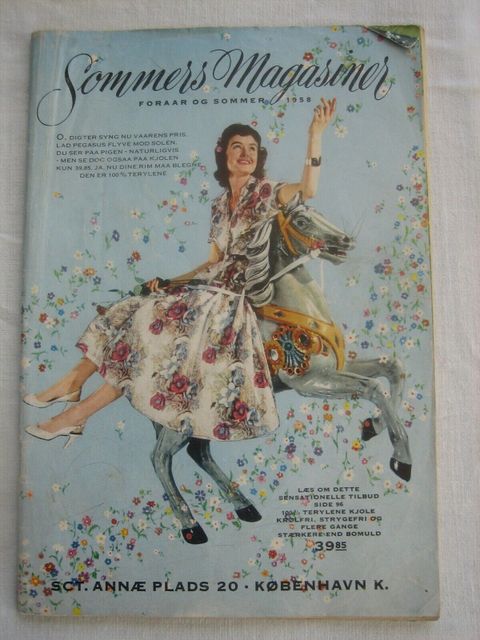 Sommers Magasiner
FORAAR OG SOMMER 1958
O, DIGTER SYNG NU VAARENS PRIS.
LAD PEGASUS FLYVE MOD SOLEN.
DU SER PAA PIGEN - NATURLIGVIS
- MEN SE DOG OGSAA PAA KJOLEN
KUN 39,85. JA, NU DINE RIM MAA BLEGNE
DEN ER 100% TERYLENE
LÆS OM DETTE
SENSATIONELLE TILBUD
SIDE 96
100% TERYLENE KJOLE
KRØLFRI, STRYGEFRI OG
FLERE GANGE
STÆRKERE END BOMULD
3985
SCT. ANNÆ PLADS 20 · KØBENHAVN K.